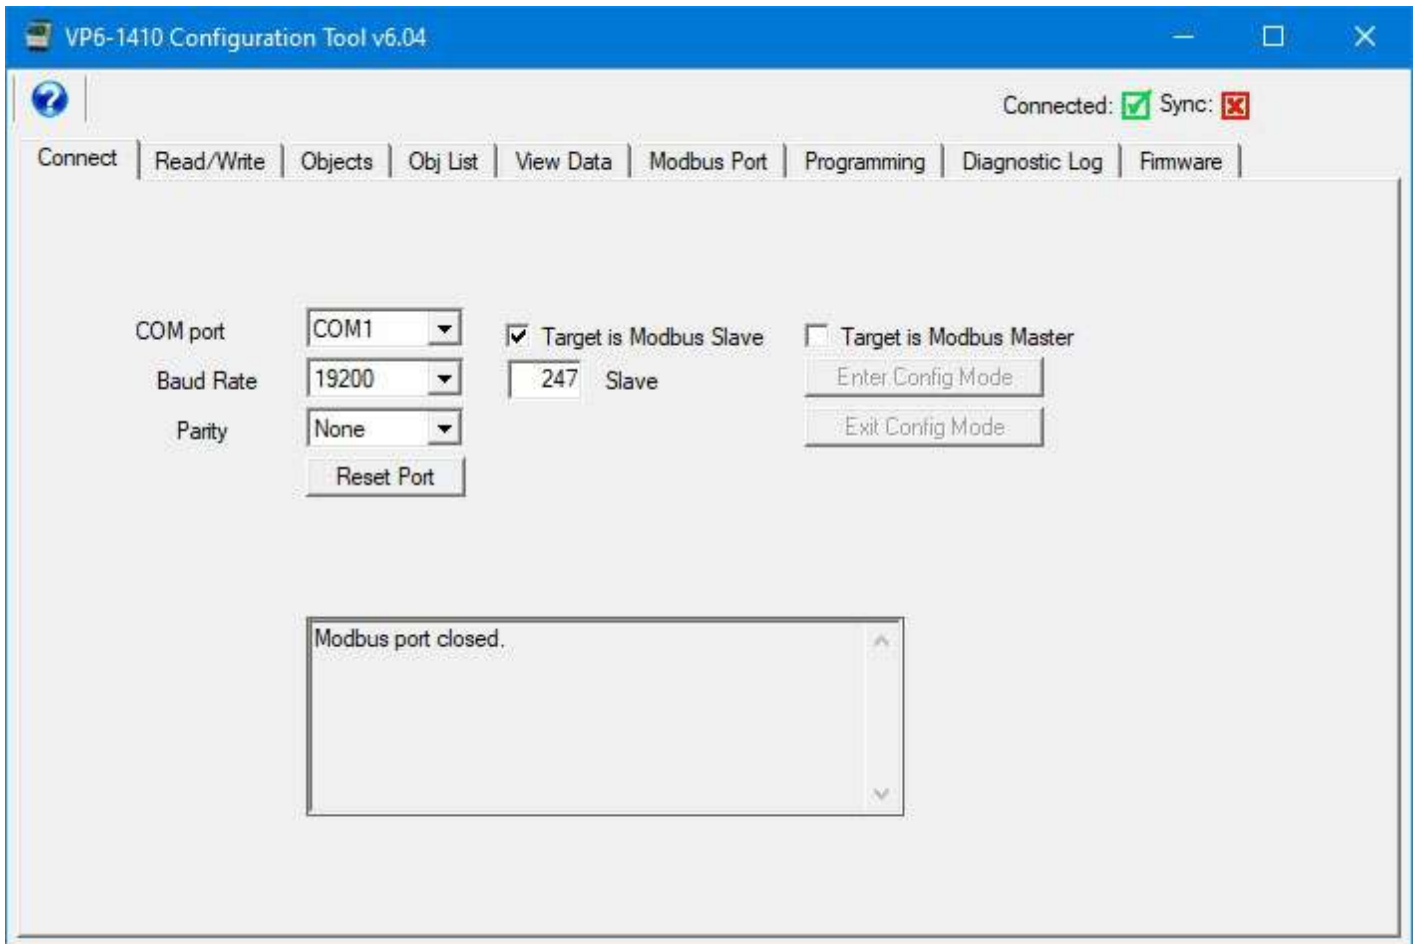 VP6-1410 Configuration Tool v6.04
Connected: Sync:
Connect Read/Write Objects Obj List View Data Modbus Port Programming Diagnostic Log Firmware
COM port COM1 Target is Modbus Slave Target is Modbus Master
Baud Rate 19200 247 Slave Enter Config Mode
Parity None Exit Config Mode
Reset Port
Modbus port closed.